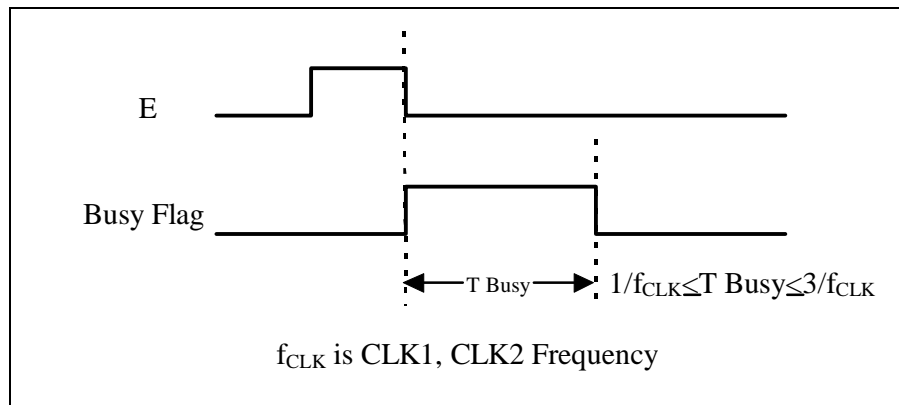 E
Busy Flag
T Busy
1/fCLK≤T Busy≤3/fCLK
fCLK is CLK1, CLK2 Frequency